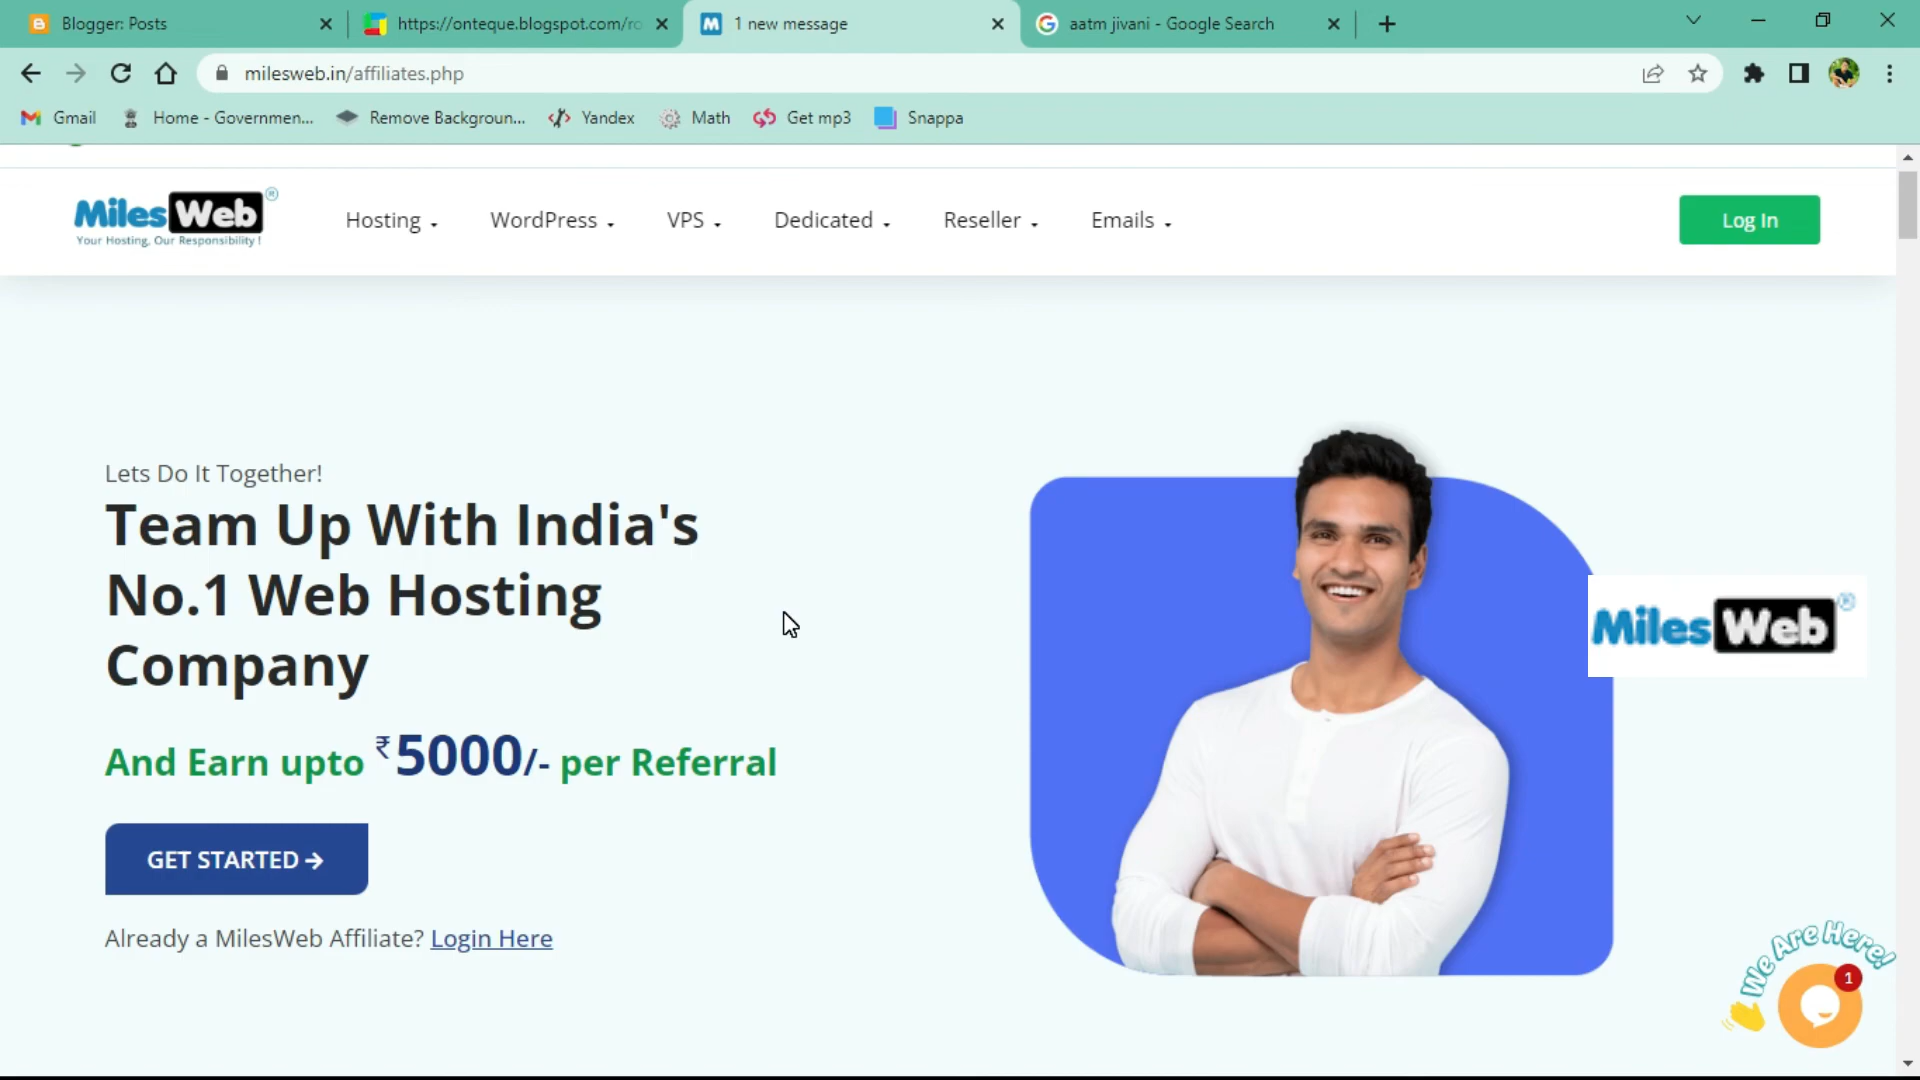 Blogger: Posts
https://onteque.blogspot.com/ro
1 new message
aatm jivani - Google Search
milesweb.in/affiliates.php
Gmail
Home - Governmen...
Remove Backgroun...
Yandex
Math
Get mp3
Snappa
MilesWeb®
Your Hosting, Our Responsibility !
Hosting
WordPress
VPS
Dedicated
Reseller
Emails
Log In
Lets Do It Together!
Team Up With India's
No.1 Web Hosting
Company
And Earn upto ₹5000/- per Referral
GET STARTED →
Already a MilesWeb Affiliate? Login Here
MilesWeb®
We Are Here!
1